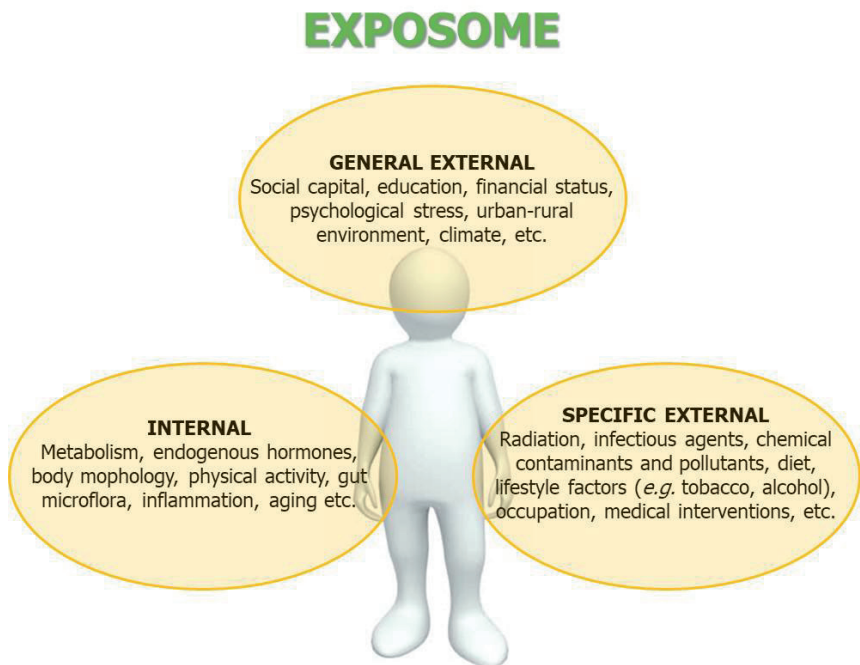 EXPOSOME
GENERAL EXTERNAL
Social capital, education, financial status,
psychological stress, urban-rural
environment, climate, etc.
INTERNAL
Metabolism, endogenous hormones,
body mophology, physical activity, gut
microflora, inflammation, aging etc.
SPECIFIC EXTERNAL
Radiation, infectious agents, chemical
contaminants and pollutants, diet,
lifestyle factors (e.g. tobacco, alcohol),
occupation, medical interventions, etc.